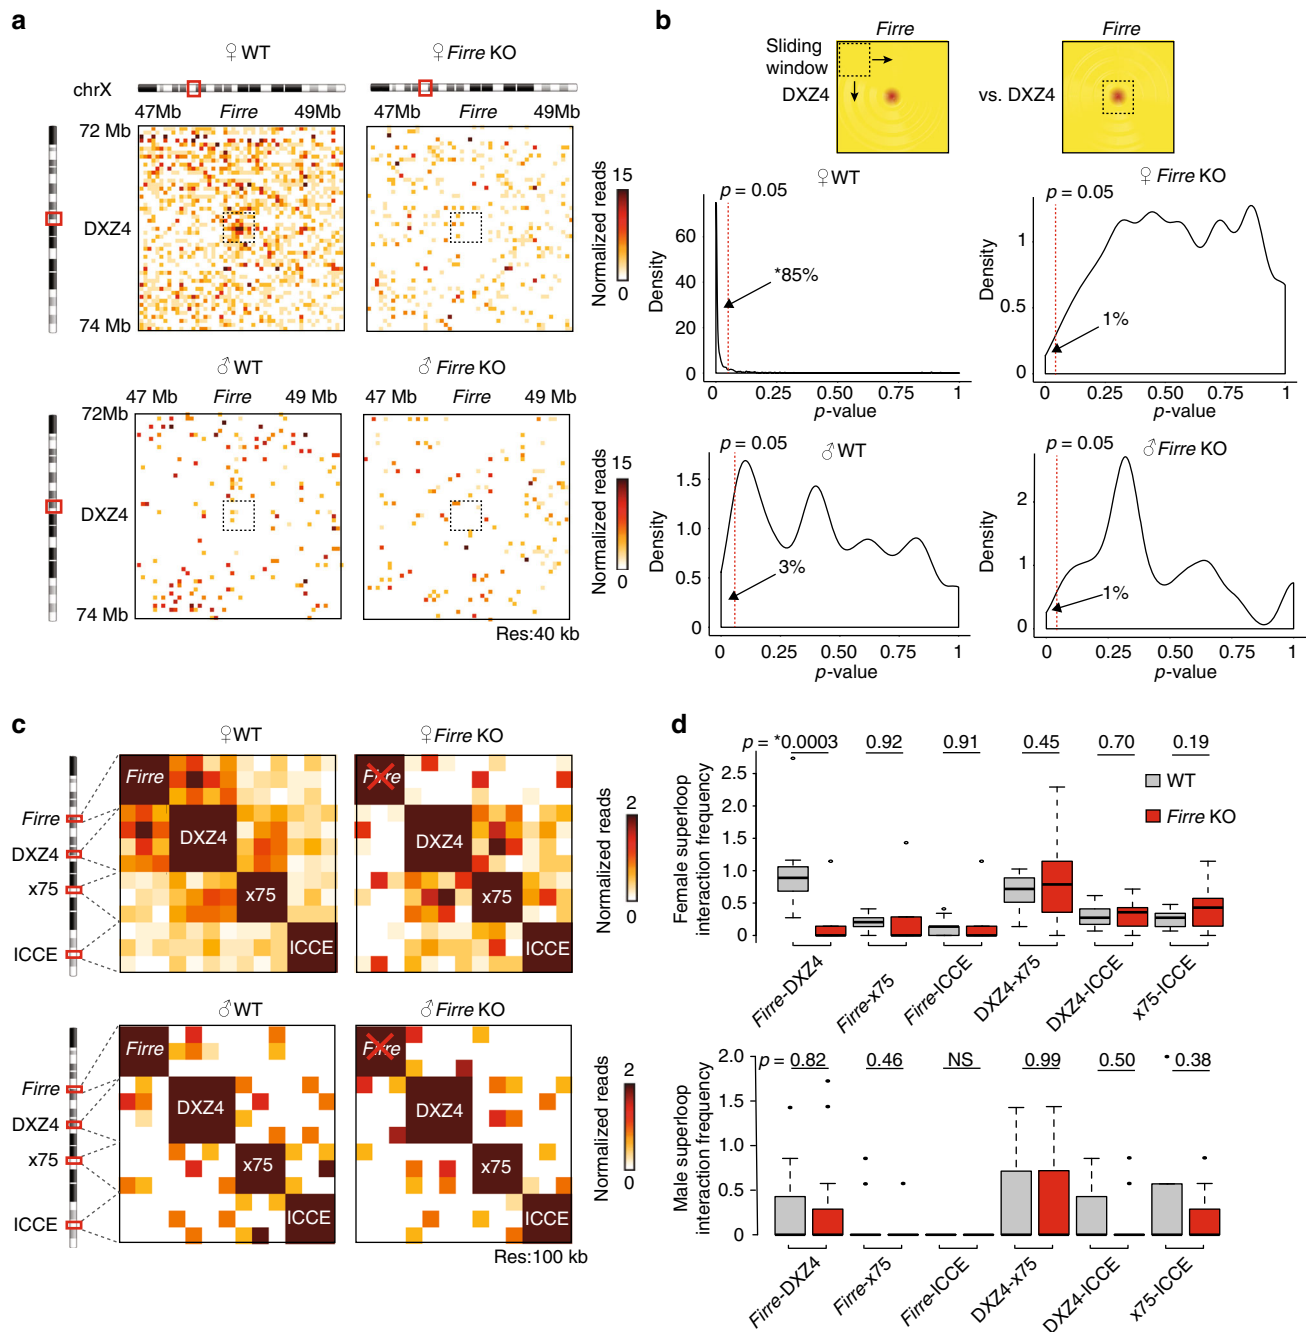 a
♀ WT
♀ Firre KO
chrX
47Mb Firre 49Mb
47Mb Firre 49Mb
72 Mb
DXZ4
74 Mb
15
Normalized reads
0
♂ WT
♂ Firre KO
47 Mb Firre 49 Mb
47 Mb Firre 49 Mb
72Mb
DXZ4
74 Mb
15
Normalized reads
0
Res:40 kb
b
Firre
Firre
Sliding
window
DXZ4
vs. DXZ4
♀WT
p = 0.05
60
40
20
0
Density
*85%
0 0.25 0.50 0.75 1
p-value
♀ Firre KO
p = 0.05
1
0.5
0
Density
1%
0 0.25 0.50 0.75 1
p-value
♂WT
p = 0.05
1.5
1.0
0.5
0
Density
3%
0 0.25 0.50 0.75 1
p-value
♂Firre KO
p = 0.05
2
1
0
Density
1%
0 0.25 0.50 0.75 1
p-value
c
♀WT
♀Firre KO
Firre
DXZ4
x75
ICCE
Firre
DXZ4
x75
ICCE
Firre
DXZ4
x75
ICCE
2
Normalized reads
0
♂WT
♂Firre KO
Firre
DXZ4
x75
ICCE
Firre
DXZ4
x75
ICCE
Firre
DXZ4
x75
ICCE
2
Normalized reads
0
Res:100 kb
d
p = *0.0003 0.92 0.91 0.45 0.70 0.19
WT
Firre KO
2.5
2.0
1.5
1.0
0.5
0
Female superloop
interaction frequency
Firre-DXZ4
Firre-x75
Firre-ICCE
DXZ4-x75
DXZ4-ICCE
x75-ICCE
p = 0.82 0.46 NS 0.99 0.50 0.38
2.0
1.5
1.0
0.5
0
Male superloop
interaction frequency
Firre-DXZ4
Firre-x75
Firre-ICCE
DXZ4-x75
DXZ4-ICCE
x75-ICCE